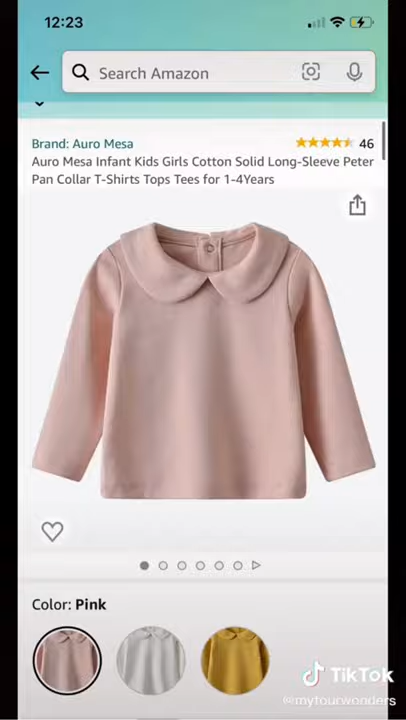 12:23
Search Amazon
Brand: Auro Mesa
46
Auro Mesa Infant Kids Girls Cotton Solid Long-Sleeve Peter
Pan Collar T-Shirts Tops Tees for 1-4Years
Color: Pink
TikTok
@myfourwonders